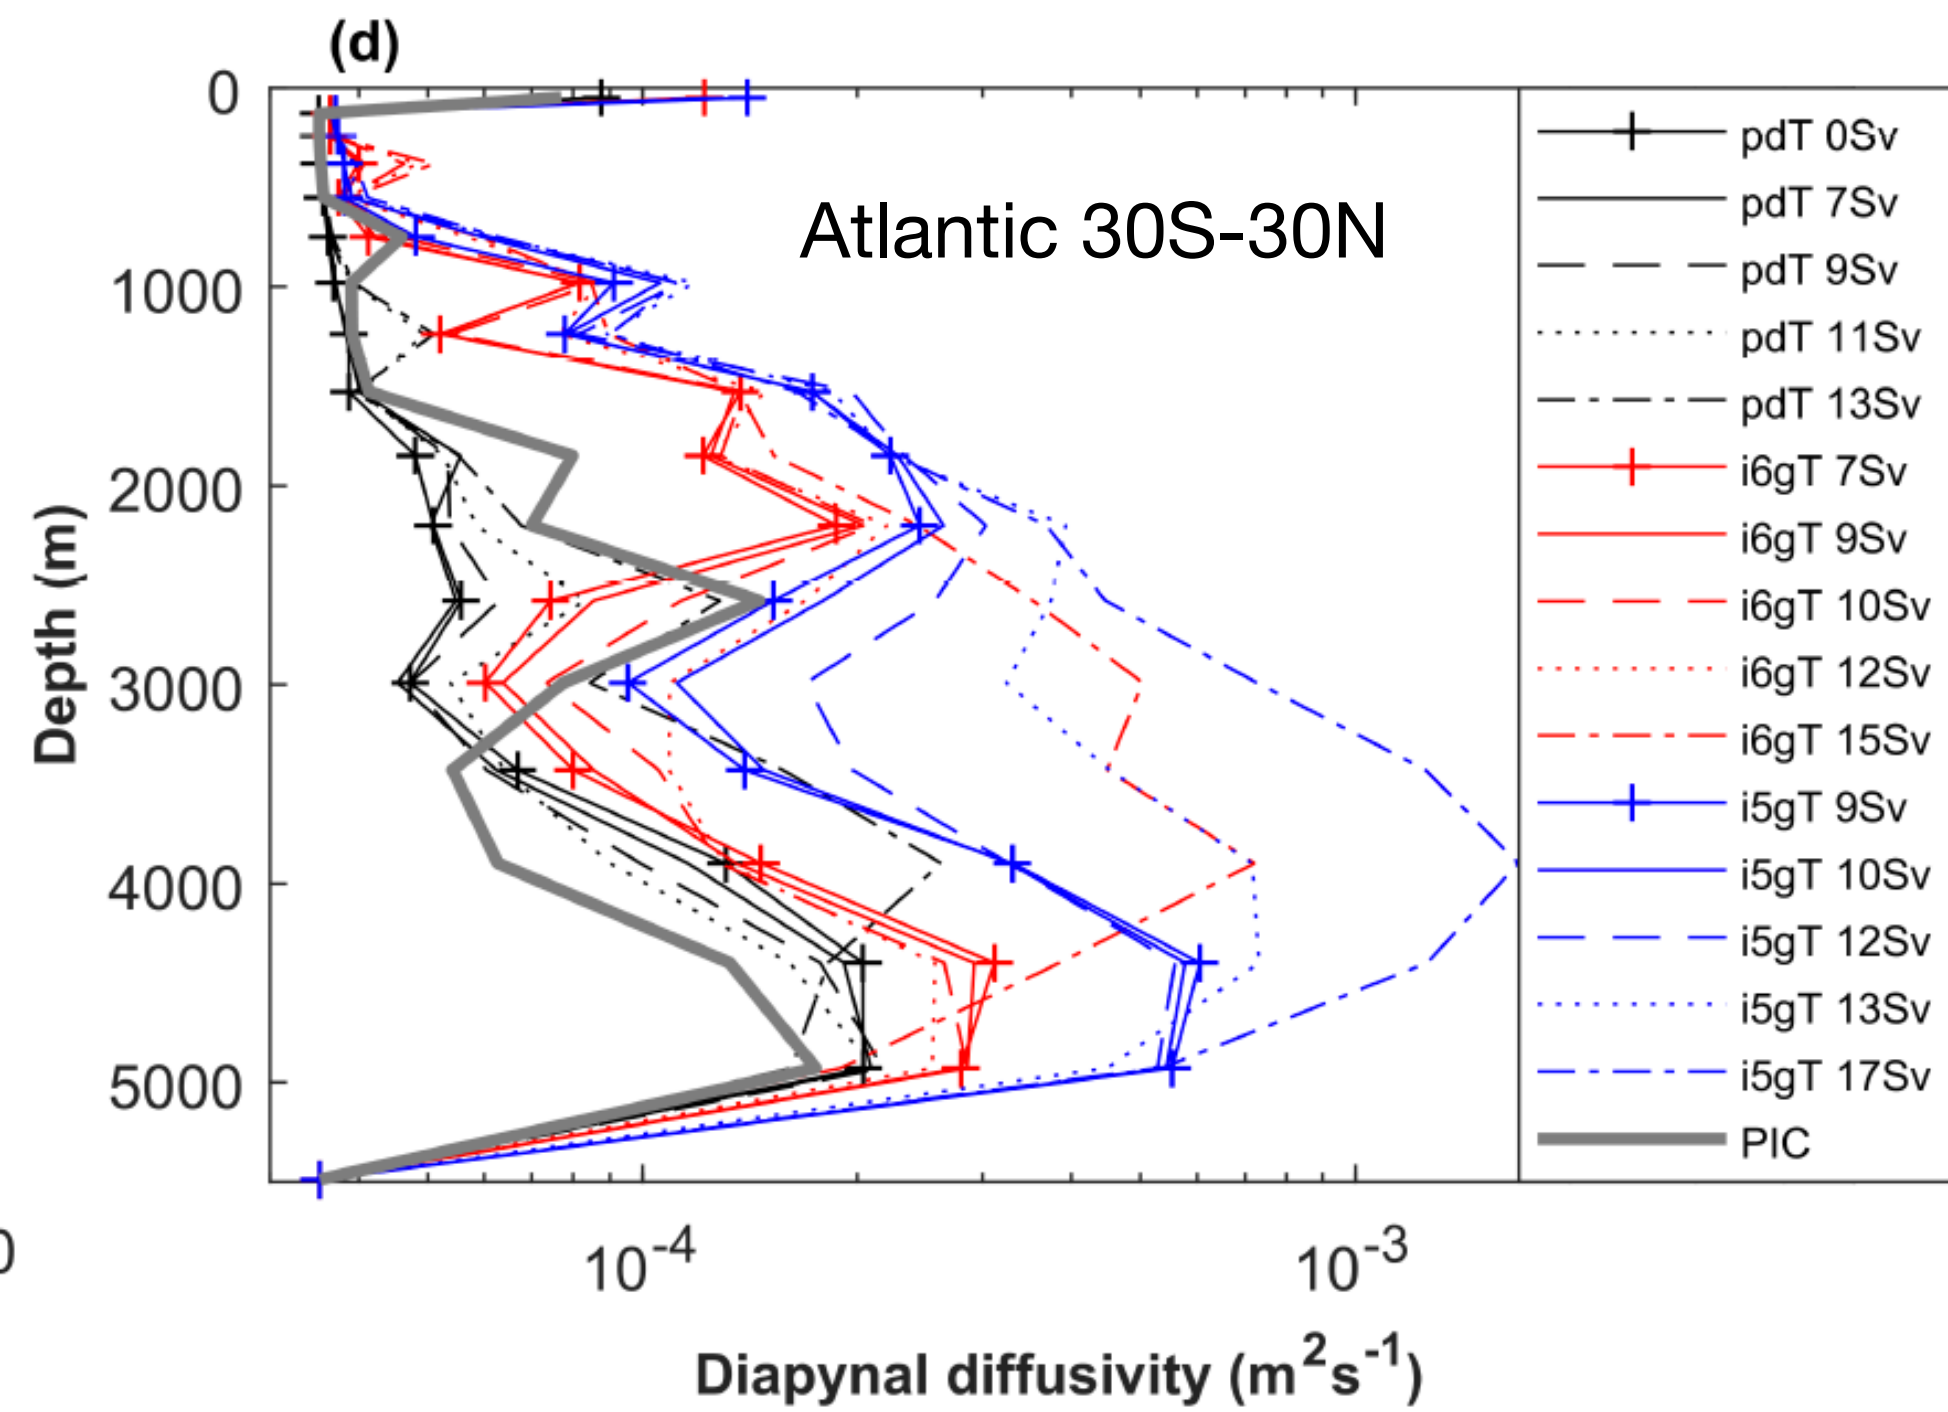 (d)
0
1000
2000
3000
4000
5000
Depth (m)
Atlantic 30S-30N
pdT 0Sv
pdT 7Sv
pdT 9Sv
pdT 11Sv
pdT 13Sv
i6gT 7Sv
i6gT 9Sv
i6gT 10Sv
i6gT 12Sv
i6gT 15Sv
i5gT 9Sv
i5gT 10Sv
i5gT 12Sv
i5gT 13Sv
i5gT 17Sv
PIC
0
10⁻⁴
10⁻³
Diapynal diffusivity (m²s⁻¹)